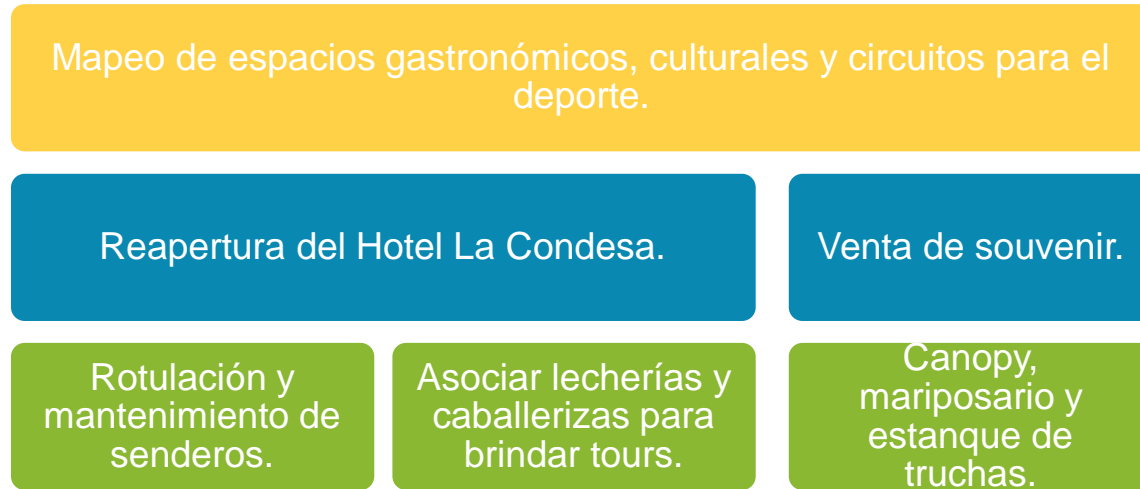 Mapeo de espacios gastronómicos, culturales y circuitos para el
deporte.
Reapertura del Hotel La Condesa.
Venta de souvenir.
Rotulación y
mantenimiento de
senderos.
Asociar lecherías y
caballerizas para
brindar tours.
Canopy,
mariposario y
estanque de
truchas.